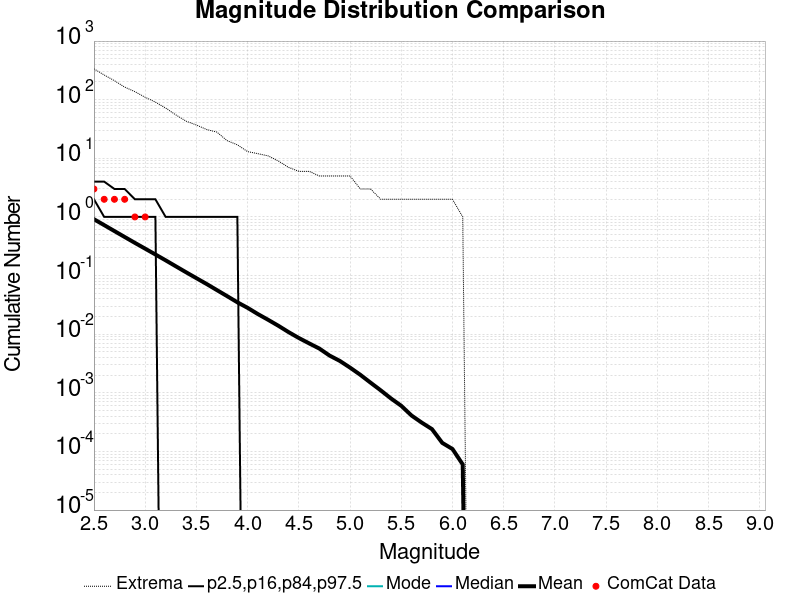 Magnitude Distribution Comparison
10^3
10^2
10^1
10^0
10^-1
10^-2
10^-3
10^-4
10^-5
Cumulative Number
2.5 3.0 3.5 4.0 4.5 5.0 5.5 6.0 6.5 7.0 7.5 8.0 8.5 9.0
Magnitude
Extrema p2.5,p16,p84,p97.5 Mode Median Mean ComCat Data